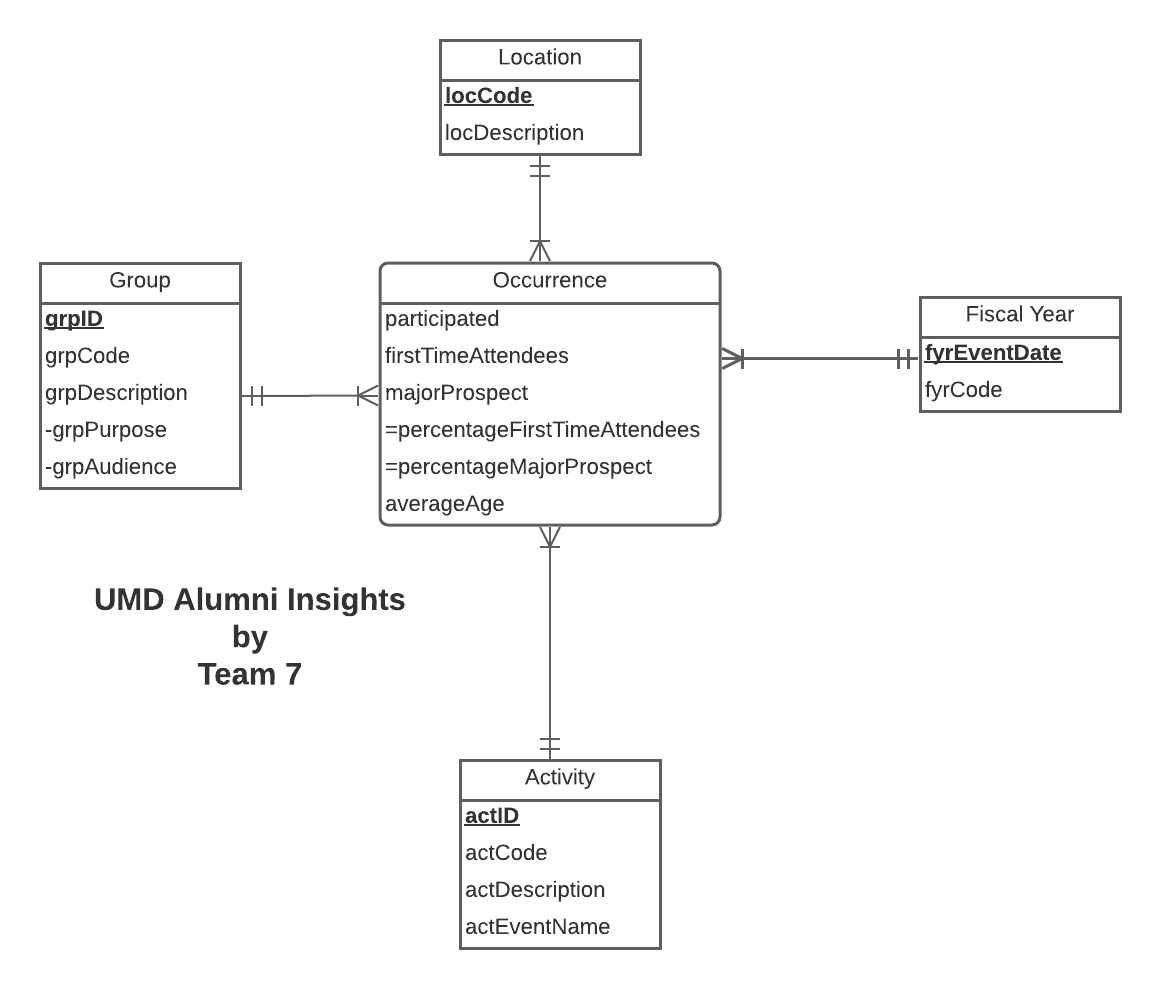 Location
locCode
locDescription
Group
grpID
grpCode
grpDescription
-grpPurpose
-grpAudience
Occurrence
participated
firstTimeAttendees
majorProspect
=percentageFirstTimeAttendees
=percentageMajorProspect
averageAge
Fiscal Year
fyrEventDate
fyrCode
UMD Alumni Insights
by
Team 7
Activity
actID
actCode
actDescription
actEventName